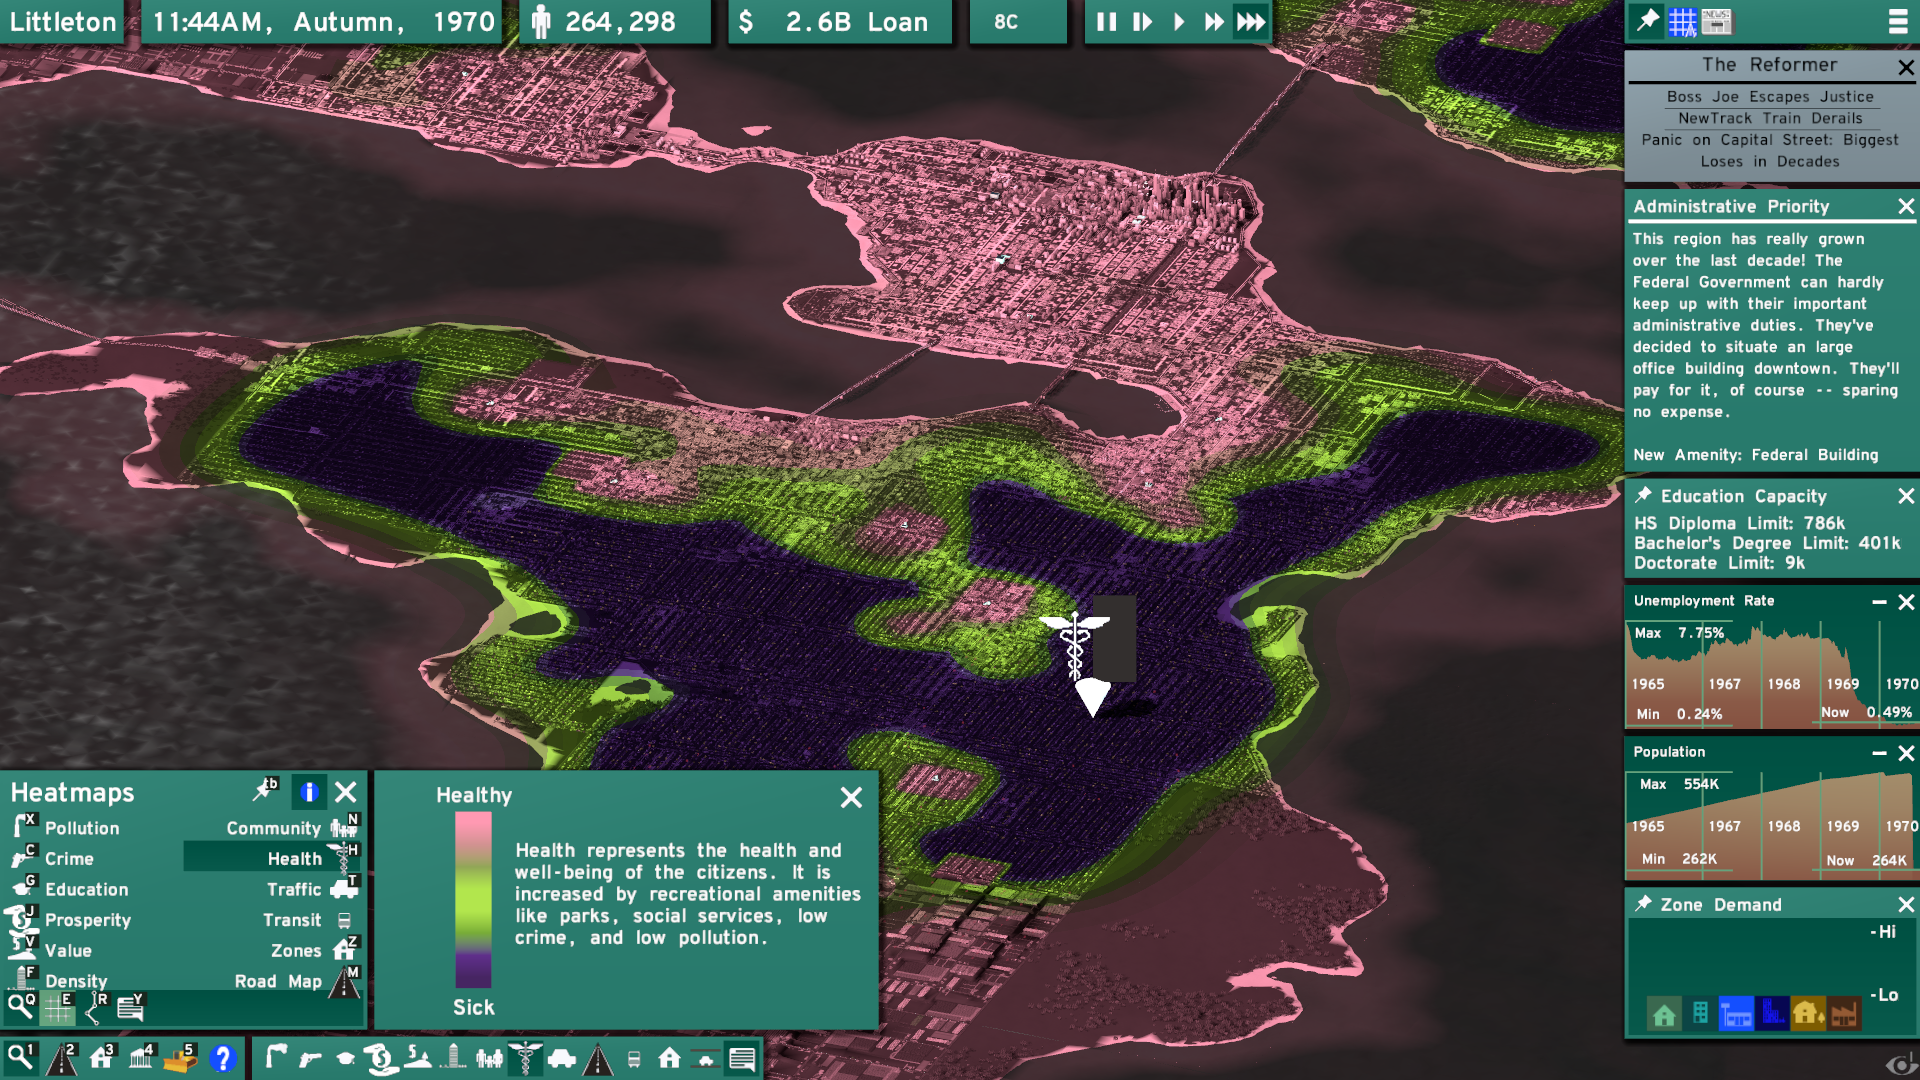 Littleton
11:44AM, Autumn, 1970
264,298
$ 2.6B Loan
8C
NEWS
The Reformer
Boss Joe Escapes Justice
NewTrack Train Derails
Panic on Capital Street: Biggest
Loses in Decades
Administrative Priority
This region has really grown
over the last decade! The
Federal Government can hardly
keep up with their important
administrative duties. They've
decided to situate an large
office building downtown. They'll
pay for it, of course -- sparing
no expense.
New Amenity: Federal Building
Education Capacity
HS Diploma Limit: 786k
Bachelor's Degree Limit: 401k
Doctorate Limit: 9k
Unemployment Rate
Max 7.75%
1965 1967 1968 1969 1970
Min 0.24% Now 0.49%
Population
Max 554K
1965 1967 1968 1969 1970
Min 262K Now 264K
Zone Demand
-Hi
-Lo
Heatmaps
tb
i
X Pollution
Community N
C Crime
Health H
G Education
Traffic T
J Prosperity
Transit
V Value
Zones Z
F Density
Road Map M
Q E R Y
Healthy
Health represents the health and
well-being of the citizens. It is
increased by recreational amenities
like parks, social services, low
crime, and low pollution.
Sick
1 2 3 4 5 ?